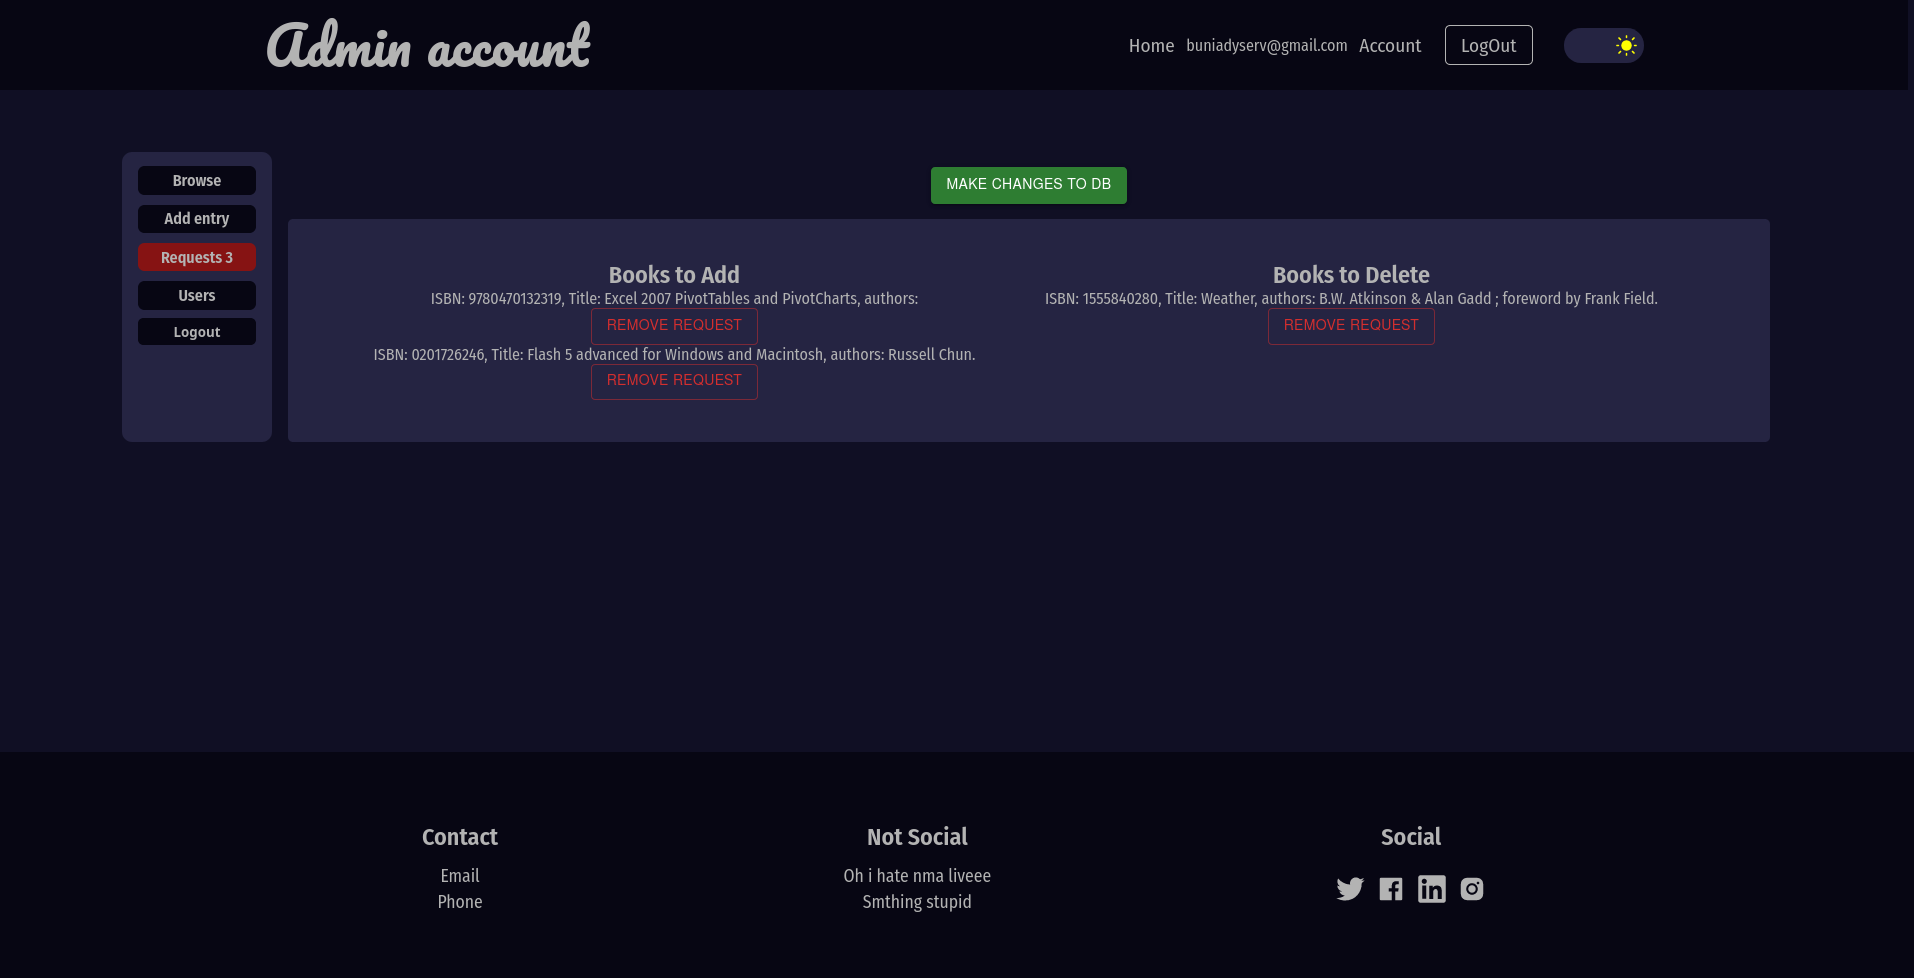 Admin account
Home buniadyserv@gmail.com Account LogOut
Browse
Add entry
Requests 3
Users
Logout
MAKE CHANGES TO DB
Books to Add
ISBN: 9780470132319, Title: Excel 2007 PivotTables and PivotCharts, authors:
REMOVE REQUEST
ISBN: 0201726246, Title: Flash 5 advanced for Windows and Macintosh, authors: Russell Chun.
REMOVE REQUEST
Books to Delete
ISBN: 1555840280, Title: Weather, authors: B.W. Atkinson & Alan Gadd ; foreword by Frank Field.
REMOVE REQUEST
Contact
Email
Phone
Not Social
Oh i hate nma liveee
Smthing stupid
Social